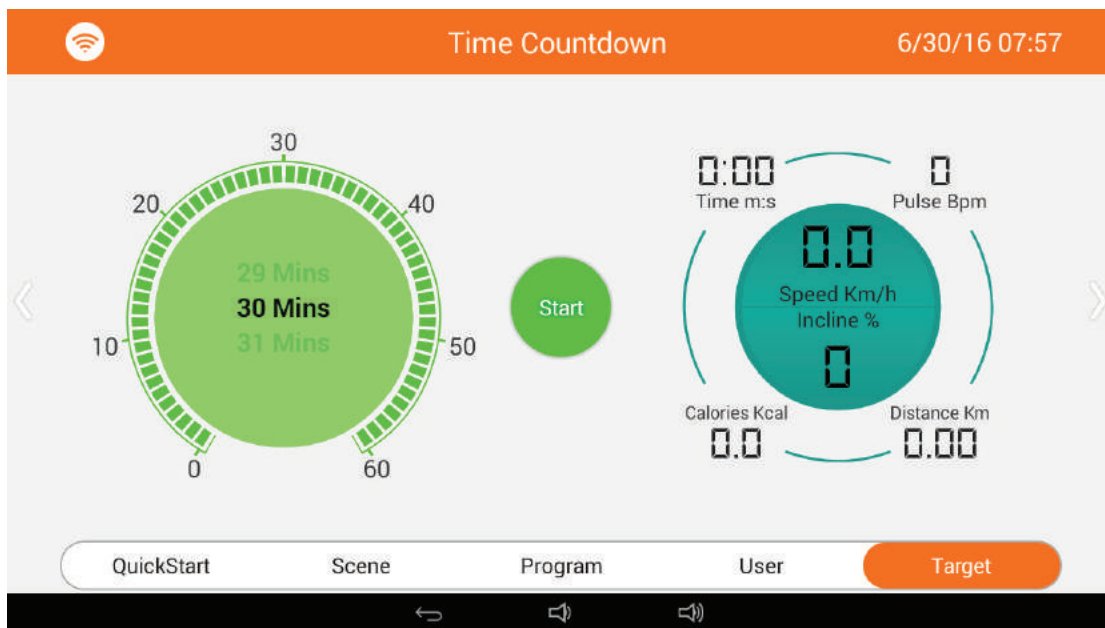 Time Countdown
6/30/16 07:57
30
20
40
10
50
0
60
29 Mins
30 Mins
31 Mins
Start
0:00
Time m:s
0
Pulse Bpm
0.0
Speed Km/h
Incline %
0
Calories Kcal
0.0
Distance Km
0.00
QuickStart
Scene
Program
User
Target